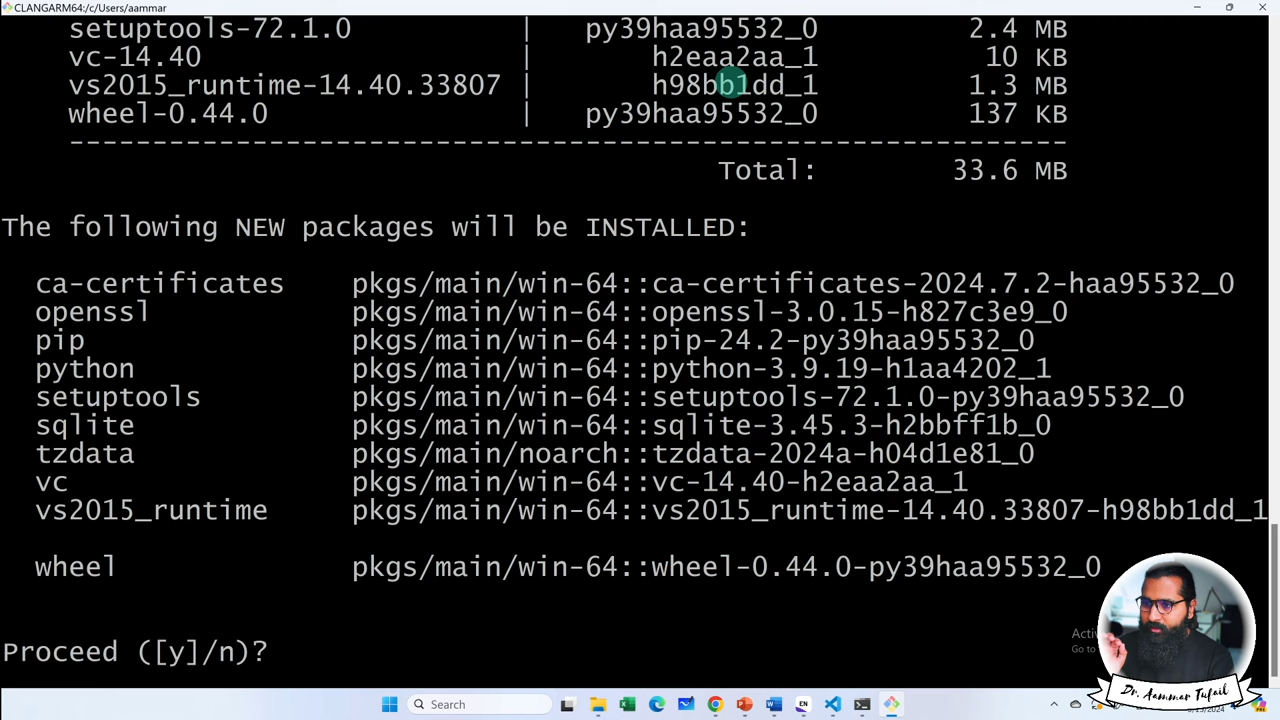 CLANGARM64:/c/Users/aammar
setuptools-72.1.0 | py39haa95532_0 2.4 MB
vc-14.40 | h2eaa2aa_1 10 KB
vs2015_runtime-14.40.33807 | h98bb1dd_1 1.3 MB
wheel-0.44.0 | py39haa95532_0 137 KB
------------------------------------------------------------
Total: 33.6 MB
The following NEW packages will be INSTALLED:
ca-certificates pkgs/main/win-64::ca-certificates-2024.7.2-haa95532_0
openssl pkgs/main/win-64::openssl-3.0.15-h827c3e9_0
pip pkgs/main/win-64::pip-24.2-py39haa95532_0
python pkgs/main/win-64::python-3.9.19-h1aa4202_1
setuptools pkgs/main/win-64::setuptools-72.1.0-py39haa95532_0
sqlite pkgs/main/win-64::sqlite-3.45.3-h2bbff1b_0
tzdata pkgs/main/noarch::tzdata-2024a-h04d1e81_0
vc pkgs/main/win-64::vc-14.40-h2eaa2aa_1
vs2015_runtime pkgs/main/win-64::vs2015_runtime-14.40.33807-h98bb1dd_1
wheel pkgs/main/win-64::wheel-0.44.0-py39haa95532_0
Proceed ([y]/n)?
Go to
Dr. Aammar Tufail
Search
EN